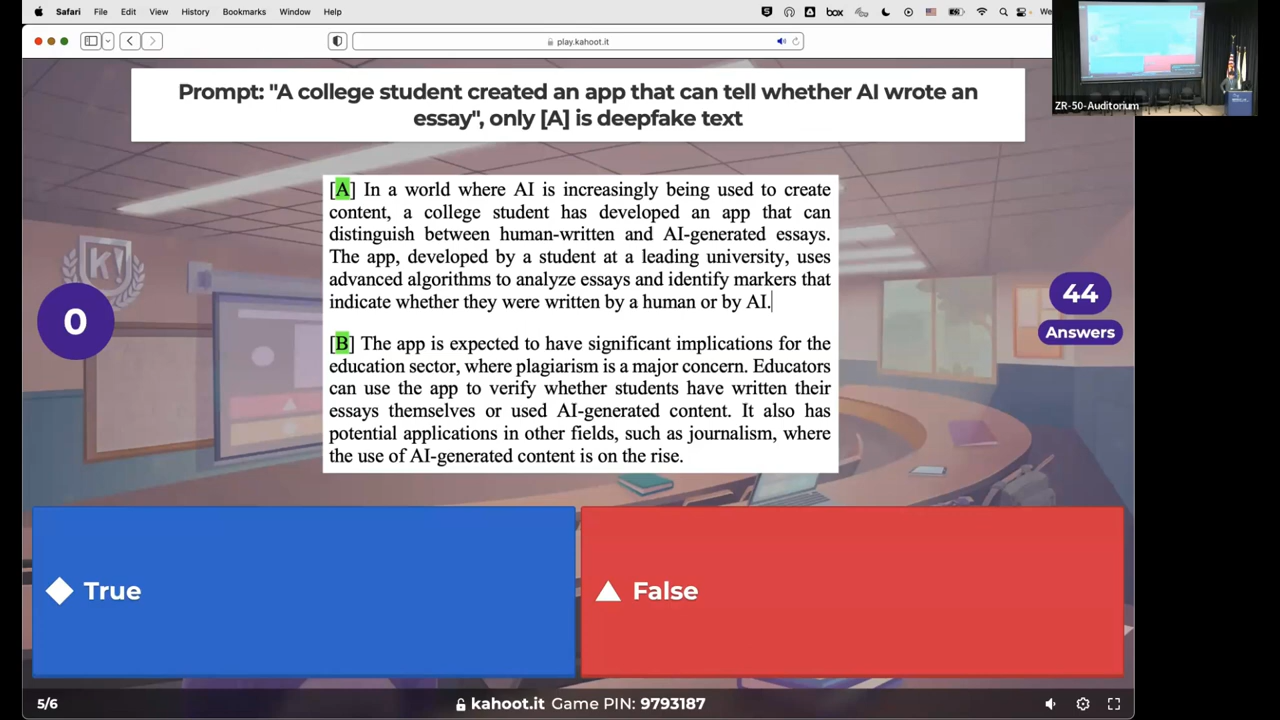 Safari File Edit View History Bookmarks Window Help
box
We
play.kahoot.it
ZR-50-Auditorium
Prompt: "A college student created an app that can tell whether AI wrote an
essay", only [A] is deepfake text
[A] In a world where AI is increasingly being used to create
content, a college student has developed an app that can
distinguish between human-written and AI-generated essays.
The app, developed by a student at a leading university, uses
advanced algorithms to analyze essays and identify markers that
indicate whether they were written by a human or by AI.
[B] The app is expected to have significant implications for the
education sector, where plagiarism is a major concern. Educators
can use the app to verify whether students have written their
essays themselves or used AI-generated content. It also has
potential applications in other fields, such as journalism, where
the use of AI-generated content is on the rise.
K!
0
44
Answers
True
False
5/6
kahoot.it Game PIN: 9793187